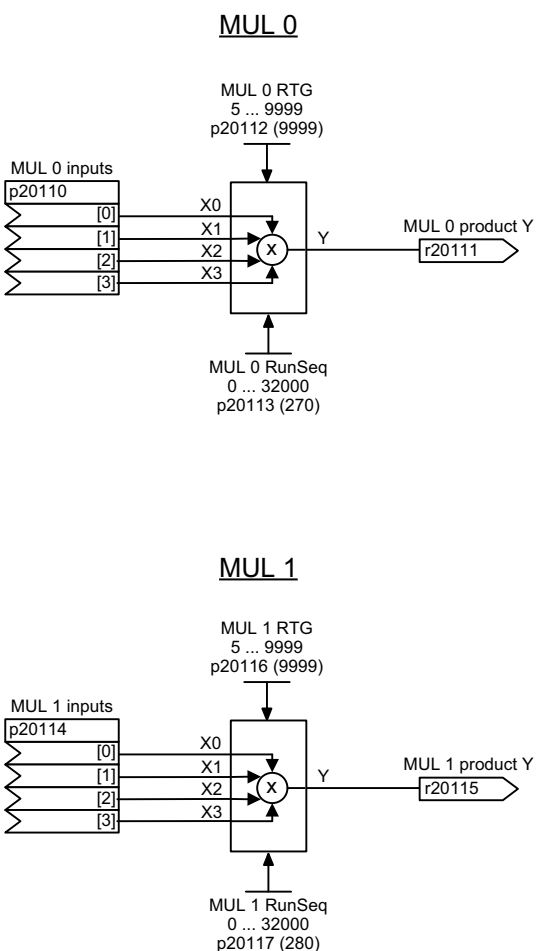 MUL 0
MUL 0 RTG
5 ... 9999
p20112 (9999)
MUL 0 inputs
p20110
[0] X0
[1] X1
[2] X2
[3] X3
X
Y
MUL 0 product Y
r20111
MUL 0 RunSeq
0 ... 32000
p20113 (270)
MUL 1
MUL 1 RTG
5 ... 9999
p20116 (9999)
MUL 1 inputs
p20114
[0] X0
[1] X1
[2] X2
[3] X3
X
Y
MUL 1 product Y
r20115
MUL 1 RunSeq
0 ... 32000
p20117 (280)